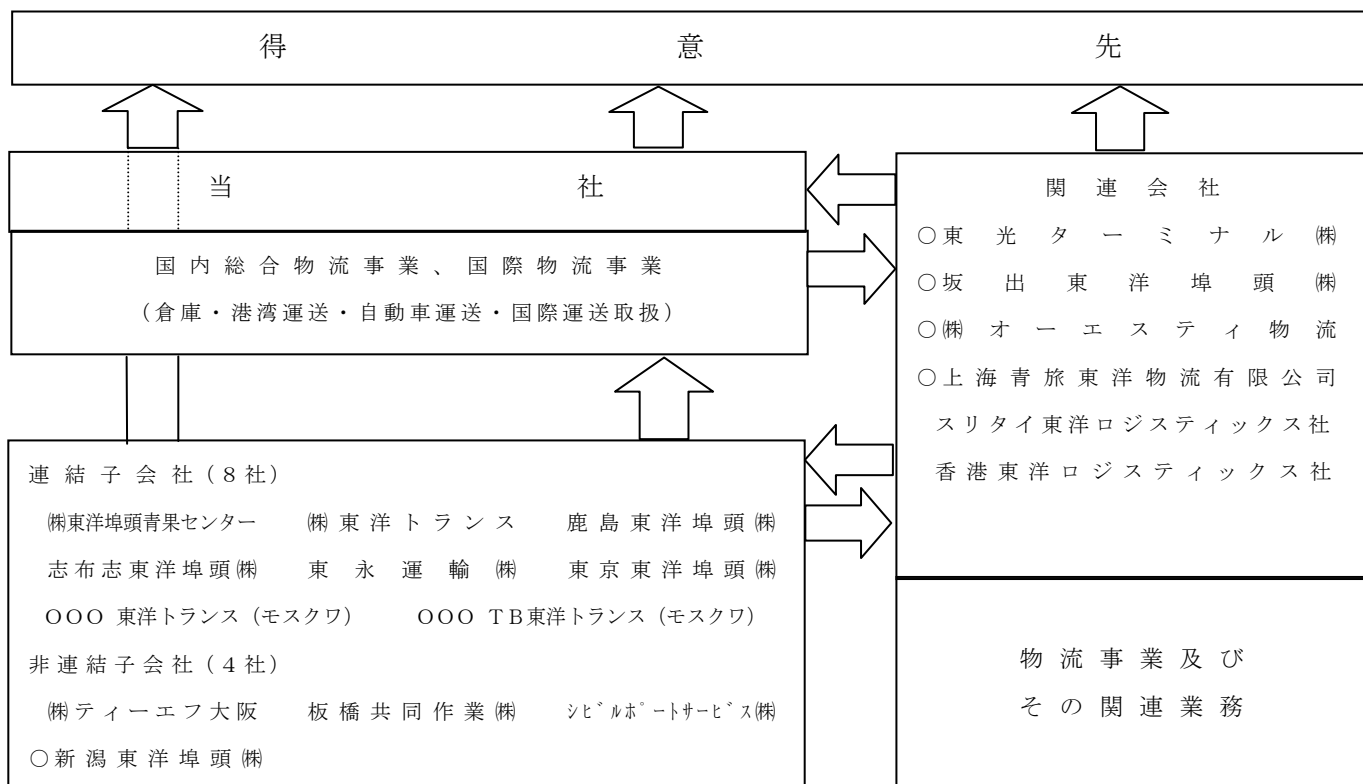 得意先
当社
国内総合物流事業、国際物流事業
（倉庫・港湾運送・自動車運送・国際運送取扱）
関連会社
○東光ターミナル㈱
○坂出東洋埠頭㈱
○㈱オーエスティ物流
○上海青旅東洋物流有限公司
スリタイ東洋ロジスティックス社
香港東洋ロジスティックス社
連結子会社（８社）
㈱東洋埠頭青果センター　㈱東洋トランス　鹿島東洋埠頭㈱
志布志東洋埠頭㈱　東永運輸㈱　東京東洋埠頭㈱
ＯＯＯ 東洋トランス（モスクワ）　ＯＯＯ ＴＢ東洋トランス（モスクワ）
非連結子会社（４社）
㈱ティーエフ大阪　板橋共同作業㈱　ｼﾋﾞﾙﾎﾟｰﾄサービス㈱
○新潟東洋埠頭㈱
物流事業及び
その関連業務